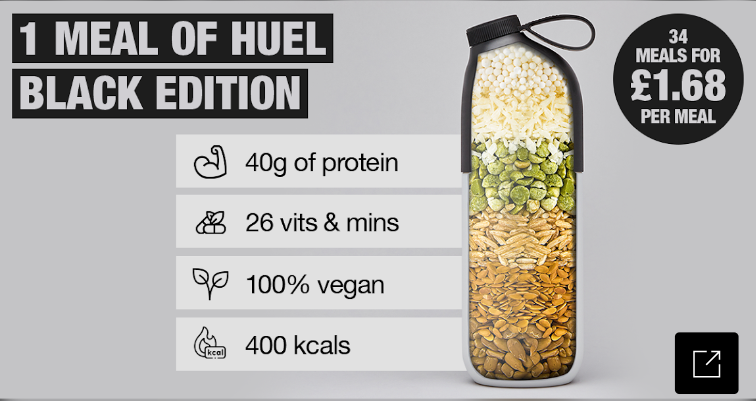 1 MEAL OF HUEL
BLACK EDITION
34
MEALS FOR
£1.68
PER MEAL
40g of protein
26 vits & mins
100% vegan
kcal
400 kcals